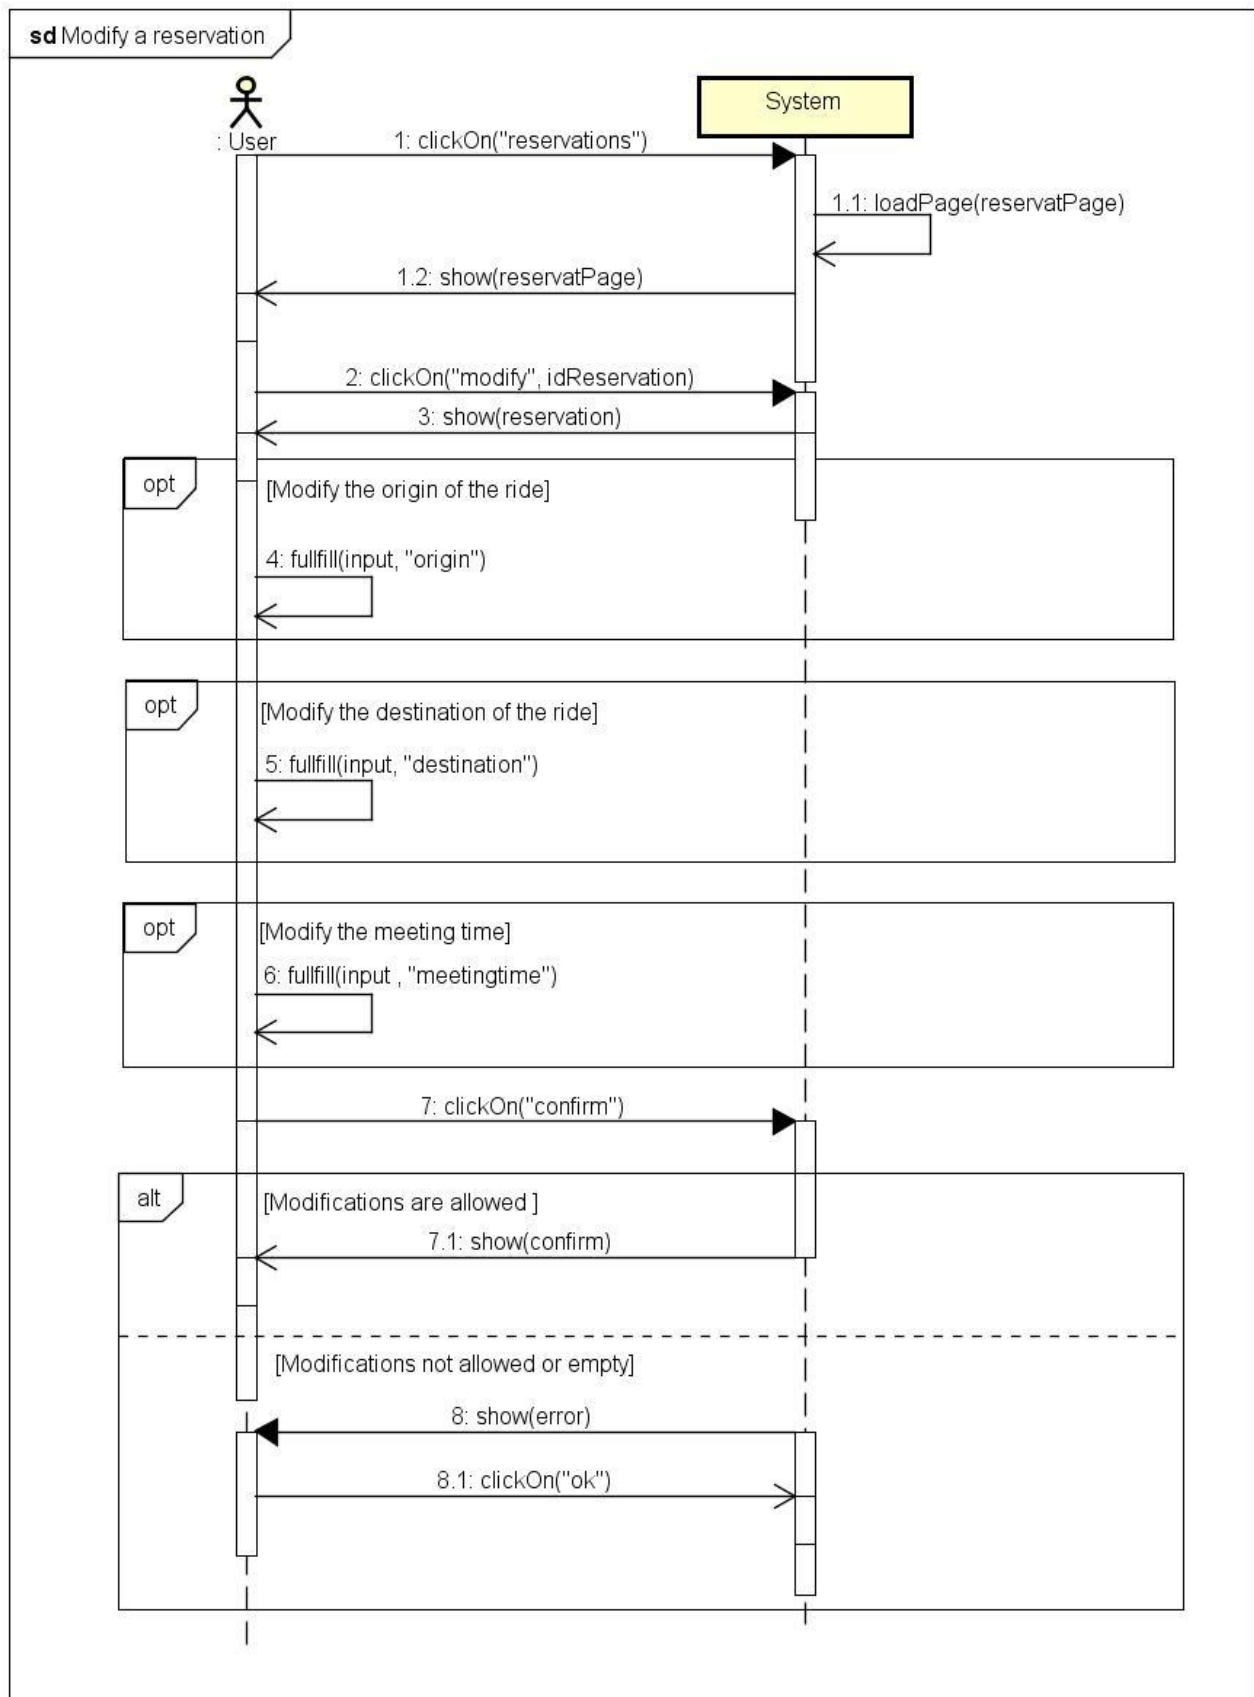 sd Modify a reservation
System
: User
1: clickOn("reservations")
1.1: loadPage(reservatPage)
1.2: show(reservatPage)
2: clickOn("modify", idReservation)
3: show(reservation)
opt
[Modify the origin of the ride]
4: fullfill(input, "origin")
opt
[Modify the destination of the ride]
5: fullfill(input, "destination")
opt
[Modify the meeting time]
6: fullfill(input , "meetingtime")
7: clickOn("confirm")
alt
[Modifications are allowed ]
7.1: show(confirm)
[Modifications not allowed or empty]
8: show(error)
8.1: clickOn("ok")